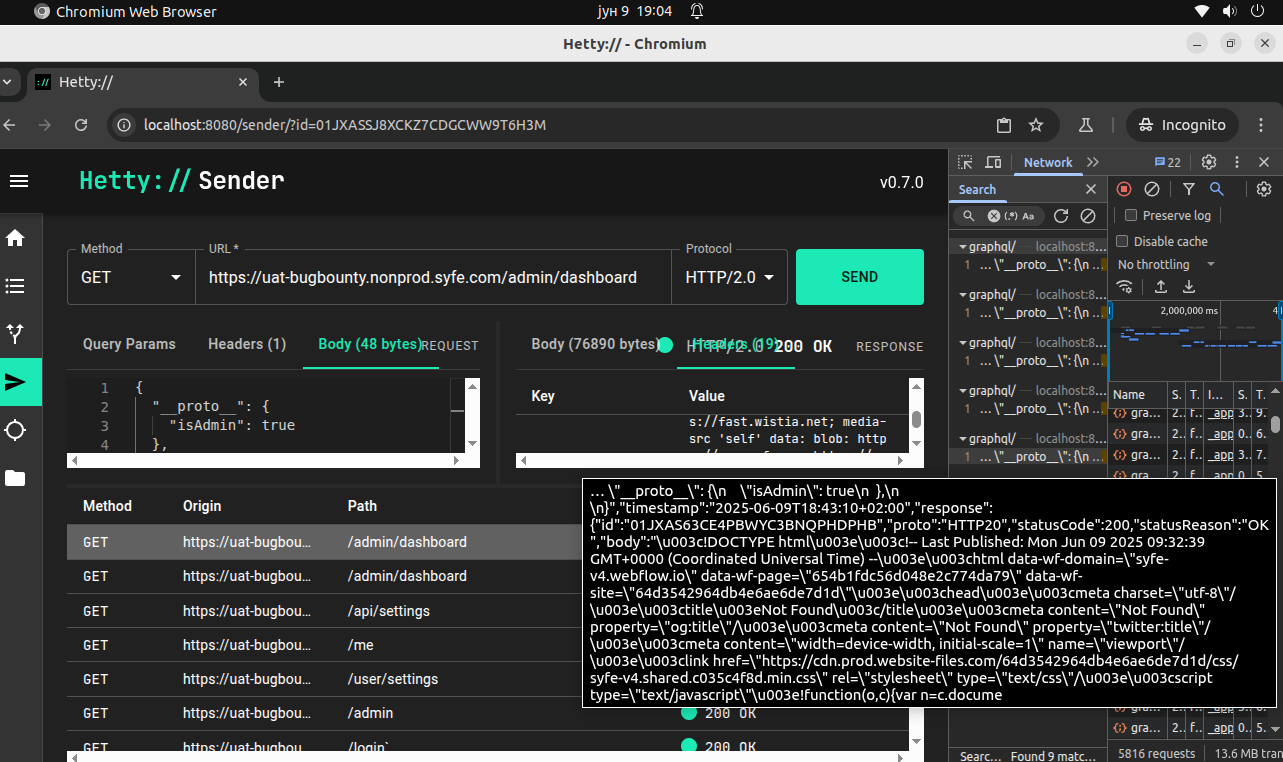 Chromium Web Browser
јун 9 19:04
Hetty:// - Chromium
Hetty://
localhost:8080/sender/?id=01JXASSJ8XCKZ7CDGCWW9T6H3M
Incognito
Hetty:// Sender
v0.7.0
Network
22
Search
Preserve log
Disable cache
No throttling
(.*) Aa
2,000,000 ms
4
Method
GET
URL *
https://uat-bugbounty.nonprod.syfe.com/admin/dashboard
Protocol
HTTP/2.0
SEND
Query Params
Headers (1)
Body (48 bytes)
REQUEST
Body (76890 bytes)
Headers (19)
HTTP/2.0 200 OK
RESPONSE
1 {
2 "__proto__": {
3 "isAdmin": true
4 },
Key
Value
s://fast.wistia.net; media-
src 'self' data: blob: http
graphql/ — localhost:8...
1 ... \"__proto__\": {\n ...
graphql/ — localhost:8...
1 ... \"__proto__\": {\n ...
graphql/ — localhost:8...
1 ... \"__proto__\": {\n ...
graphql/ — localhost:8...
1 ... \"__proto__\": {\n ...
graphql/ — localhost:8...
1 ... \"__proto__\": {\n ...
Name S. T. I... S. T.
gra... 2.. f.. _app 3.. 9.
gra... 2.. f.. _app 0.. 6.
gra... 2.. f.. _app 3.. 7.
gra... 2.. f.. _app 0.. 5.
Method
Origin
Path
GET https://uat-bugbou... /admin/dashboard
GET https://uat-bugbou... /admin/dashboard
GET https://uat-bugbou... /api/settings
GET https://uat-bugbou... /me
GET https://uat-bugbou... /user/settings
GET https://uat-bugbou... /admin 200 OK
GET https://uat-bugbou... /login` 200 OK
... \"__proto__\": {\n \"isAdmin\": true\n },\n
\n}","timestamp":"2025-06-09T18:43:10+02:00","response":
{"id":"01JXAS63CE4PBWYC3BNQPHDPHB","proto":"HTTP20","statusCode":200,"statusReason":"OK
","body":"\u003c!DOCTYPE html\u003e\u003c!-- Last Published: Mon Jun 09 2025 09:32:39
GMT+0000 (Coordinated Universal Time) --\u003e\u003chtml data-wf-domain=\"syfe-
v4.webflow.io\" data-wf-page=\"654b1fdc56d048e2c774da79\" data-wf-
site=\"64d3542964db4e6ae6de7d1d\"\u003e\u003chead\u003e\u003cmeta charset=\"utf-8\"/
\u003e\u003ctitle\u003eNot Found\u003c/title\u003e\u003cmeta content=\"Not Found\"
property=\"og:title\"/\u003e\u003cmeta content=\"Not Found\" property=\"twitter:title\"/
\u003e\u003cmeta content=\"width=device-width, initial-scale=1\" name=\"viewport\"/
\u003e\u003clink href=\"https://cdn.prod.website-files.com/64d3542964db4e6ae6de7d1d/css/
syfe-v4.shared.c035c4f8d.min.css\" rel=\"stylesheet\" type=\"text/css\"/\u003e\u003cscript
type=\"text/javascript\"\u003e!function(o,c){var n=c.docume
gra... 2.. f.. _app 0.. 5.
Searc... Found 9 matc...
5816 requests
13.6 MB tran